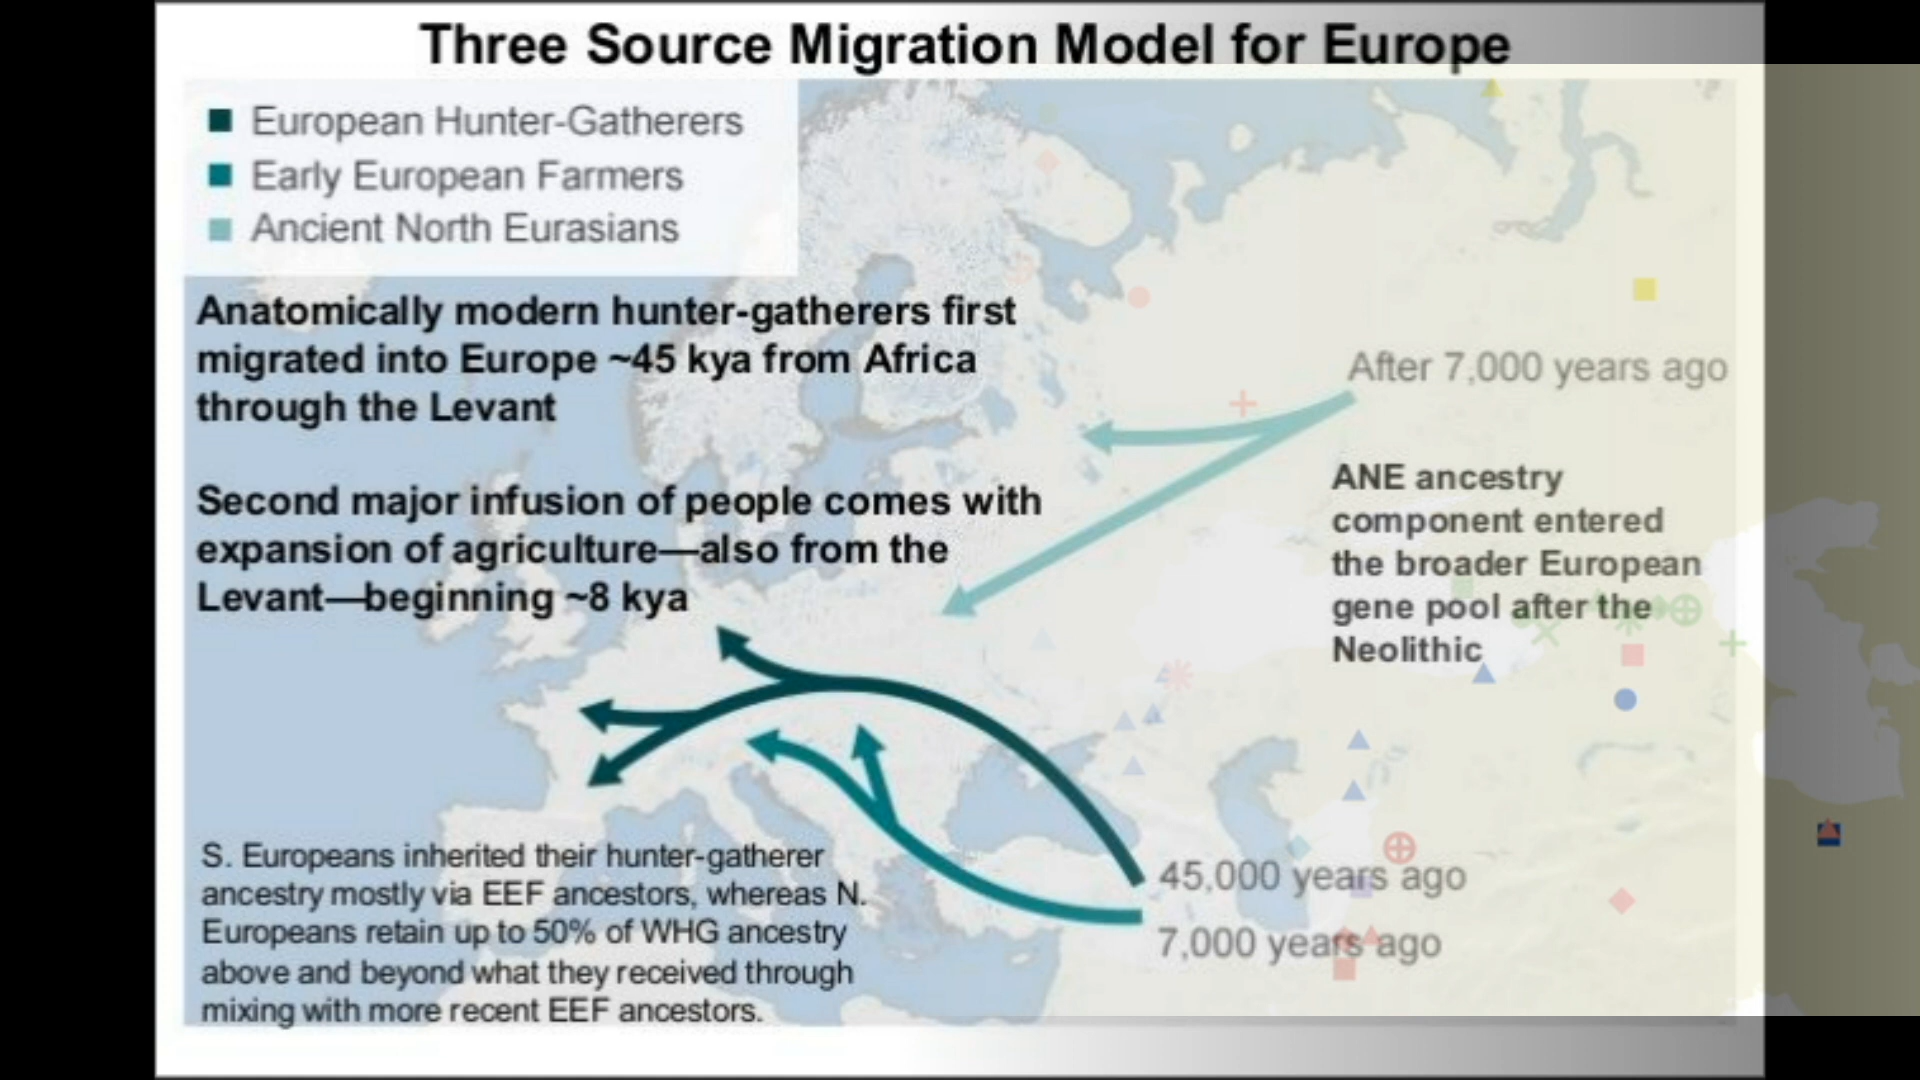 Three Source Migration Model for Europe
European Hunter-Gatherers
Early European Farmers
Ancient North Eurasians
Anatomically modern hunter-gatherers first
migrated into Europe ~45 kya from Africa
through the Levant
Second major infusion of people comes with
expansion of agriculture—also from the
Levant—beginning ~8 kya
After 7,000 years ago
ANE ancestry
component entered
the broader European
gene pool after the
Neolithic
S. Europeans inherited their hunter-gatherer
ancestry mostly via EEF ancestors, whereas N.
Europeans retain up to 50% of WHG ancestry
above and beyond what they received through
mixing with more recent EEF ancestors.
45,000 years ago
7,000 years ago